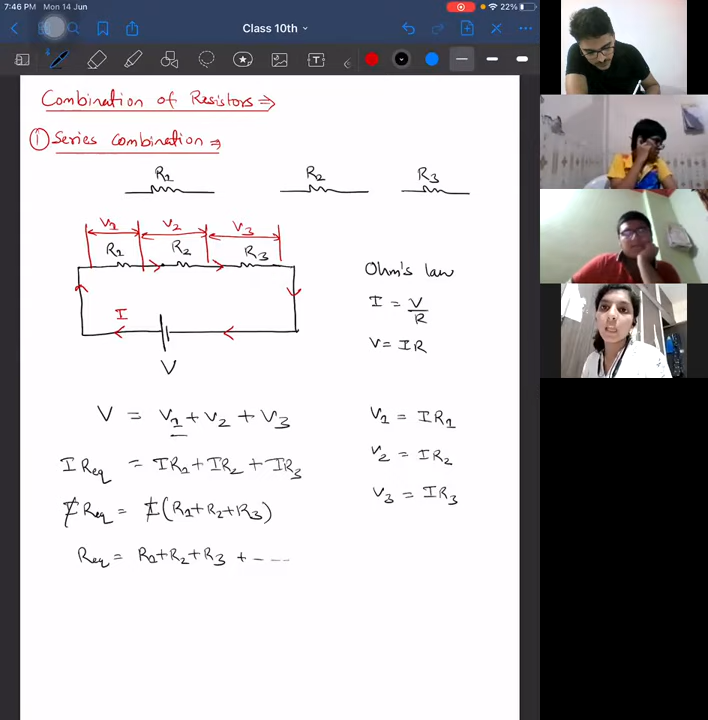 7:46 PM Mon 14 Jun
22%
Class 10th
Combination of Resistors ⇒
① Series combination ⇒
R1 R2 R3
V1 V2 V3
R1 R2 R3
I
V
Ohm's law
I = V/R
V = IR
V = V1 + V2 + V3
I Req = IR1 + IR2 + IR3
I Req = I (R1 + R2 + R3)
Req = R1 + R2 + R3 + ----
V1 = IR1
V2 = IR2
V3 = IR3